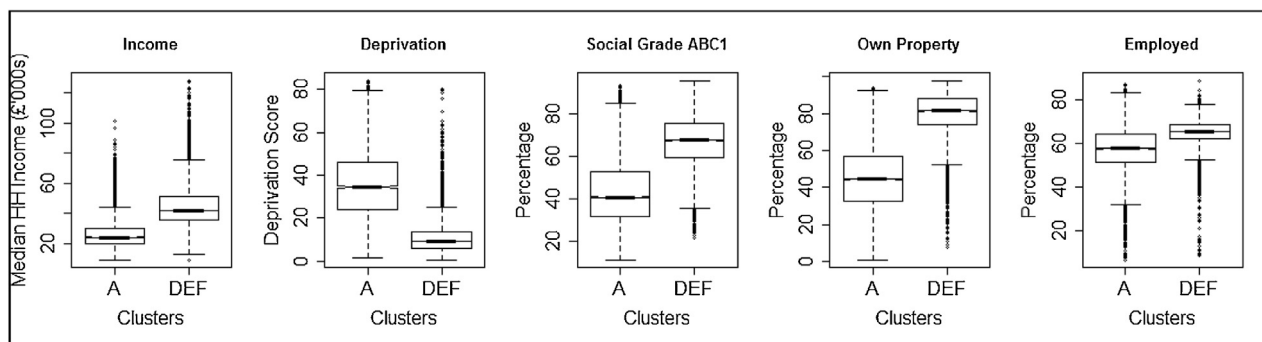 Income
Median HH Income (£'000s)
20
60
100
A DEF
Clusters
Deprivation
Deprivation Score
0
20
40
60
80
A DEF
Clusters
Social Grade ABC1
Percentage
20
40
60
80
A DEF
Clusters
Own Property
Percentage
0
20
40
60
80
A DEF
Clusters
Employed
Percentage
20
40
60
80
A DEF
Clusters